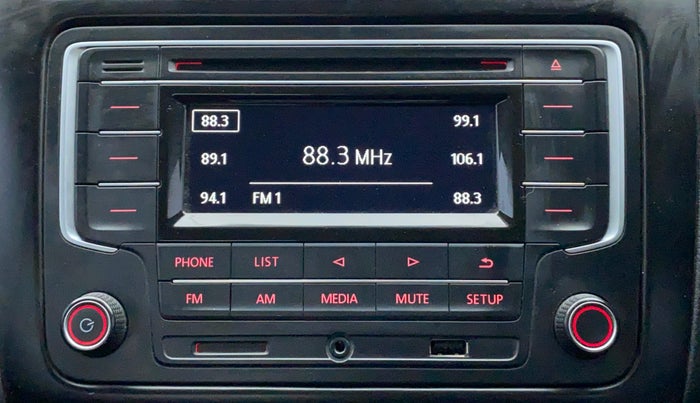 88.3 99.1
89.1 88.3 MHz 106.1
94.1 FM 1 88.3
PHONE LIST
FM AM MEDIA MUTE SETUP